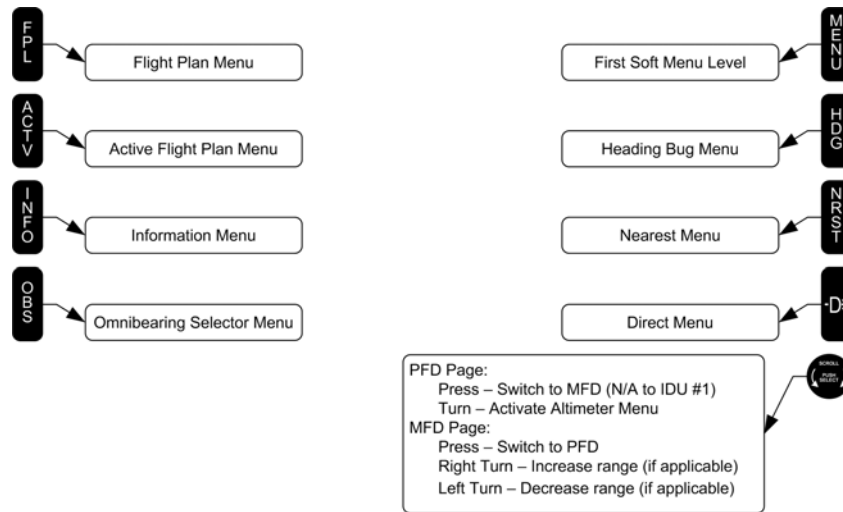 FPL
Flight Plan Menu
First Soft Menu Level
MENU
ACTV
Active Flight Plan Menu
Heading Bug Menu
HDG
INFO
Information Menu
Nearest Menu
NRST
OBS
Omnibearing Selector Menu
Direct Menu
-D
PFD Page:
Press – Switch to MFD (N/A to IDU #1)
Turn – Activate Altimeter Menu
MFD Page:
Press – Switch to PFD
Right Turn – Increase range (if applicable)
Left Turn – Decrease range (if applicable)
SCROLL
PUSH
SELECT